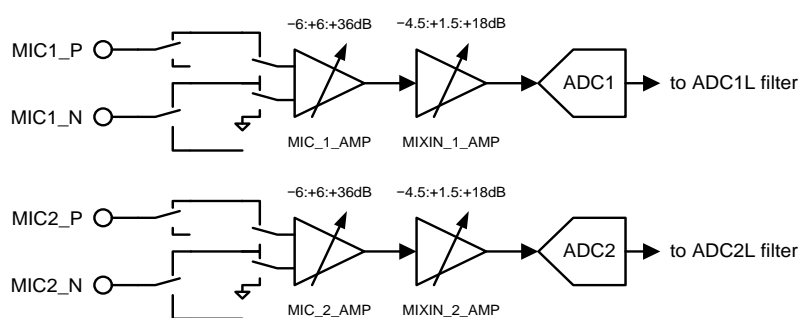 −6:+6:+36dB −4.5:+1.5:+18dB
MIC1_P
ADC1 to ADC1L filter
MIC1_N
MIC_1_AMP MIXIN_1_AMP
−6:+6:+36dB −4.5:+1.5:+18dB
MIC2_P
ADC2 to ADC2L filter
MIC2_N
MIC_2_AMP MIXIN_2_AMP